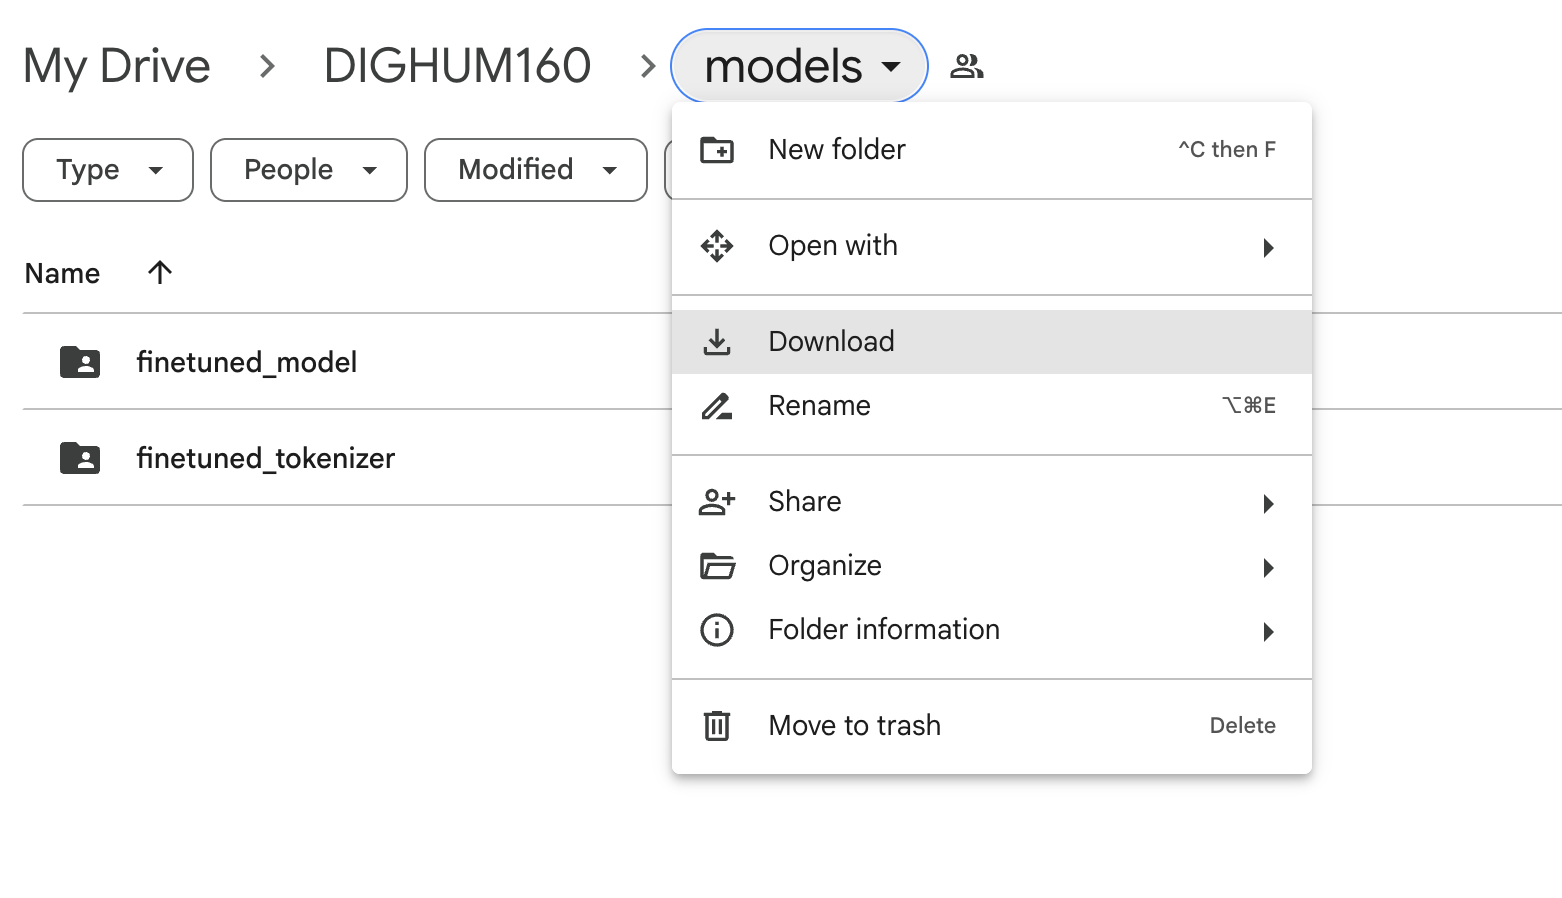 My Drive > DIGHUM160 > models
Type People Modified
New folder ^C then F
Name
Open with
Download
finetuned_model
Rename ⌥⌘E
finetuned_tokenizer
Share
Organize
Folder information
Move to trash Delete